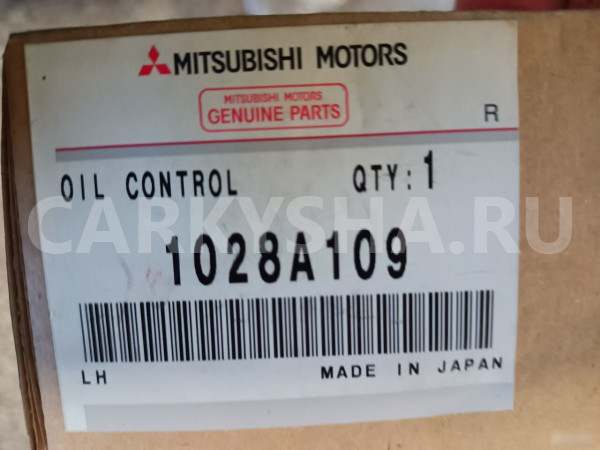 MITSUBISHI MOTORS
MITSUBISHI MOTORS
GENUINE PARTS
R
OIL CONTROL QTY: 1
CARKYSHA.RU
1028A109
LH MADE IN JAPAN